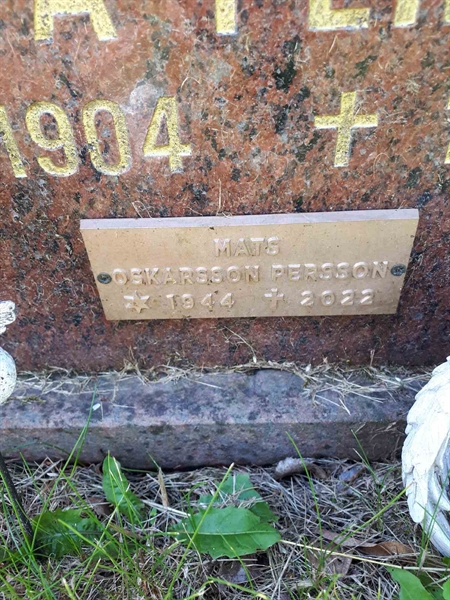 1904 +
MATS
OSKARSSON PERSSON
☆ 1944 + 2022